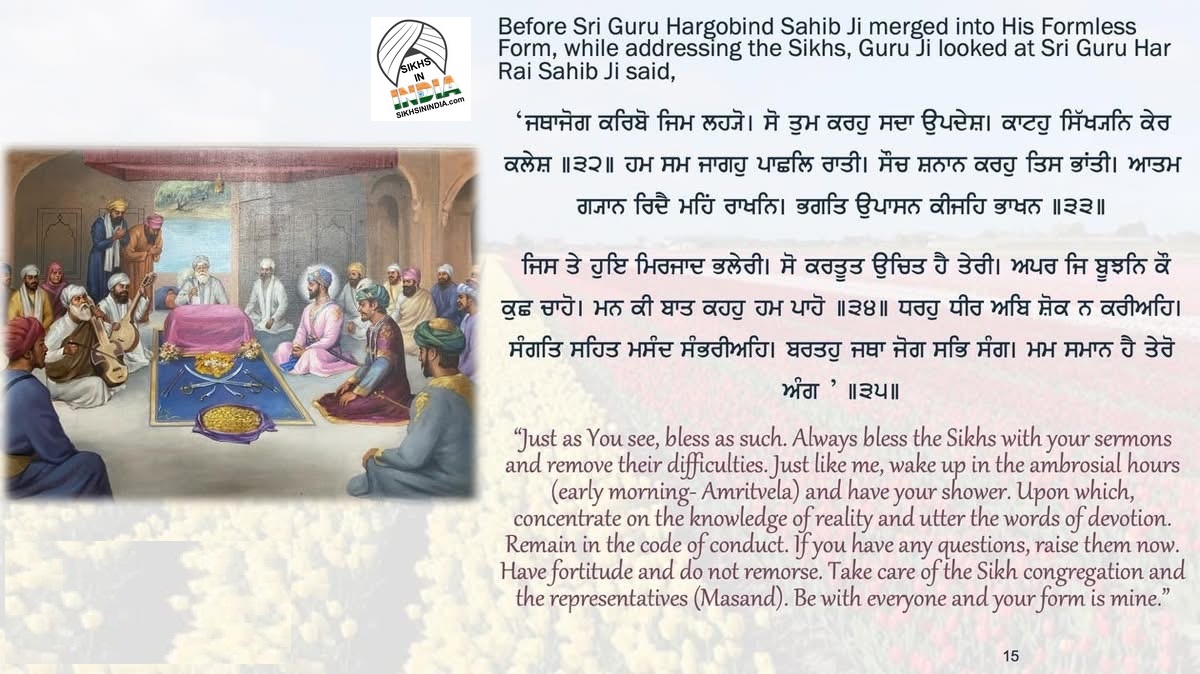 SIKHS
IN
INDIA
SIKHSININDIA.com
Before Sri Guru Hargobind Sahib Ji merged into His Formless
Form, while addressing the Sikhs, Guru Ji looked at Sri Guru Har
Rai Sahib Ji said,
‘ਜਥਾਜੋਗ ਕਰਿਬੋ ਜਿਮ ਲਹ੍ਯੋ। ਸੋ ਤੁਮ ਕਰਹੁ ਸਦਾ ਉਪਦੇਸ਼। ਕਾਟਹੁ ਸਿੱਖ੍ਯਨਿ ਕੇਰ
ਕਲੇਸ਼ ॥੩੨॥ ਹਮ ਸਮ ਜਾਗਹੁ ਪਾਛਲਿ ਰਾਤੀ। ਸੌਚ ਸ਼ਨਾਨ ਕਰਹੁ ਤਿਸ ਭਾਂਤੀ। ਆਤਮ
ਗ੍ਯਾਨ ਰਿਦੈ ਮਹਿਂ ਰਾਖਨਿ। ਭਗਤਿ ਉਪਾਸਨ ਕੀਜਹਿ ਭਾਖਨ ॥੩੩॥
ਜਿਸ ਤੇ ਹੁਇ ਮਿਰਜਾਦ ਭਲੇਰੀ। ਸੋ ਕਰਤੂਤ ਉਚਿਤ ਹੈ ਤੇਰੀ। ਅਪਰ ਜਿ ਬੂਝਨਿ ਕੌ
ਕੁਛ ਚਾਹੋ। ਮਨ ਕੀ ਬਾਤ ਕਹਹੁ ਹਮ ਪਾਹੋ ॥੩੪॥ ਧਰਹੁ ਧੀਰ ਅਬਿ ਸ਼ੋਕ ਨ ਕਰੀਅਹਿ।
ਸੰਗਤਿ ਸਹਿਤ ਮਸੰਦ ਸੰਭਰੀਅਹਿ। ਬਰਤਹੁ ਜਥਾ ਜੋਗ ਸਭਿ ਸੰਗ। ਮਮ ਸਮਾਨ ਹੈ ਤੇਰੋ
ਅੰਗ ’ ॥੩੫॥
“Just as You see, bless as such. Always bless the Sikhs with your sermons
and remove their difficulties. Just like me, wake up in the ambrosial hours
(early morning- Amritvela) and have your shower. Upon which,
concentrate on the knowledge of reality and utter the words of devotion.
Remain in the code of conduct. If you have any questions, raise them now.
Have fortitude and do not remorse. Take care of the Sikh congregation and
the representatives (Masand). Be with everyone and your form is mine.”
15